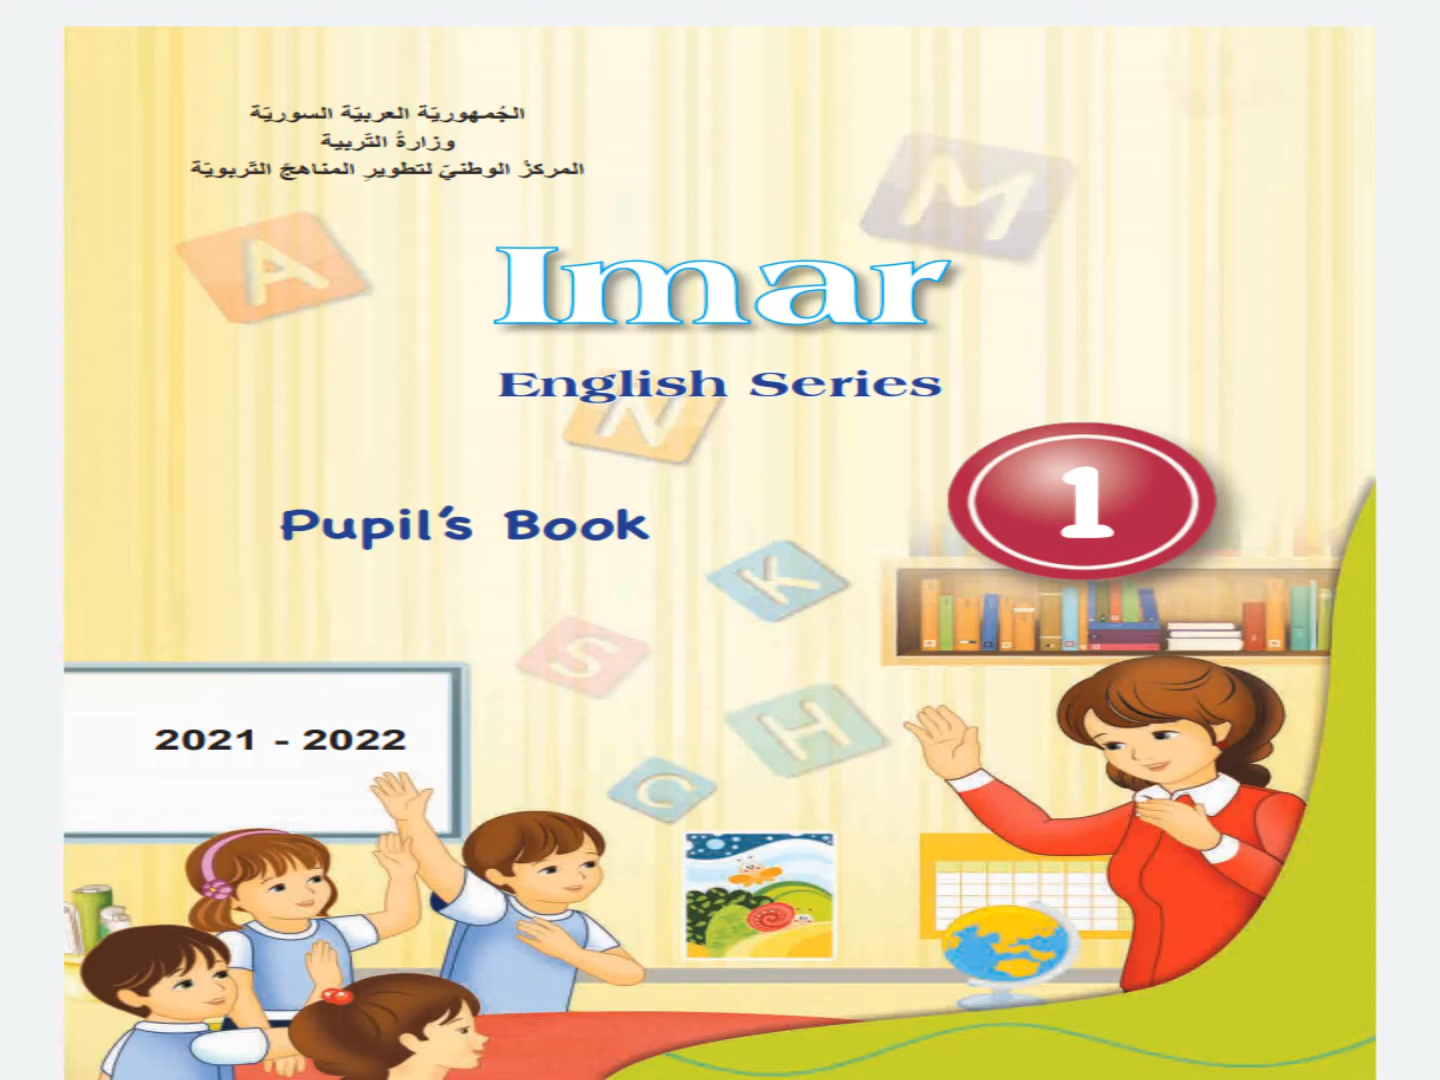 الجُمهوريّة العربيّة السوريّة
وزارةُ التّربية
المركزُ الوطنيّ لتطويرِ المناهجَ التّربويّة
A
M
Imar
English Series
N
1
Pupil's Book
K
S
H
2021 - 2022
C